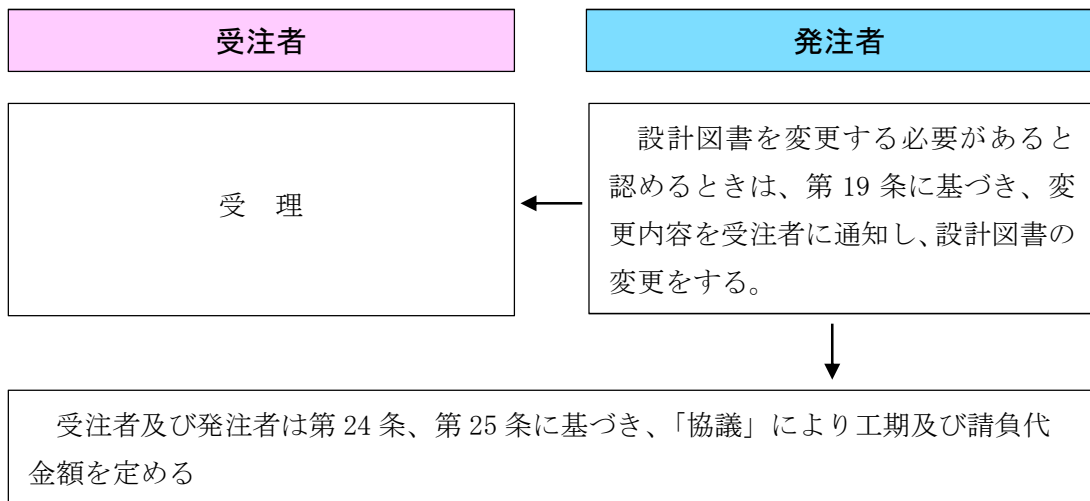 受注者
発注者
受　理
設計図書を変更する必要があると
認めるときは、第 19 条に基づき、変
更内容を受注者に通知し、設計図書の
変更をする。
受注者及び発注者は第 24 条、第 25 条に基づき、「協議」により工期及び請負代
金額を定める